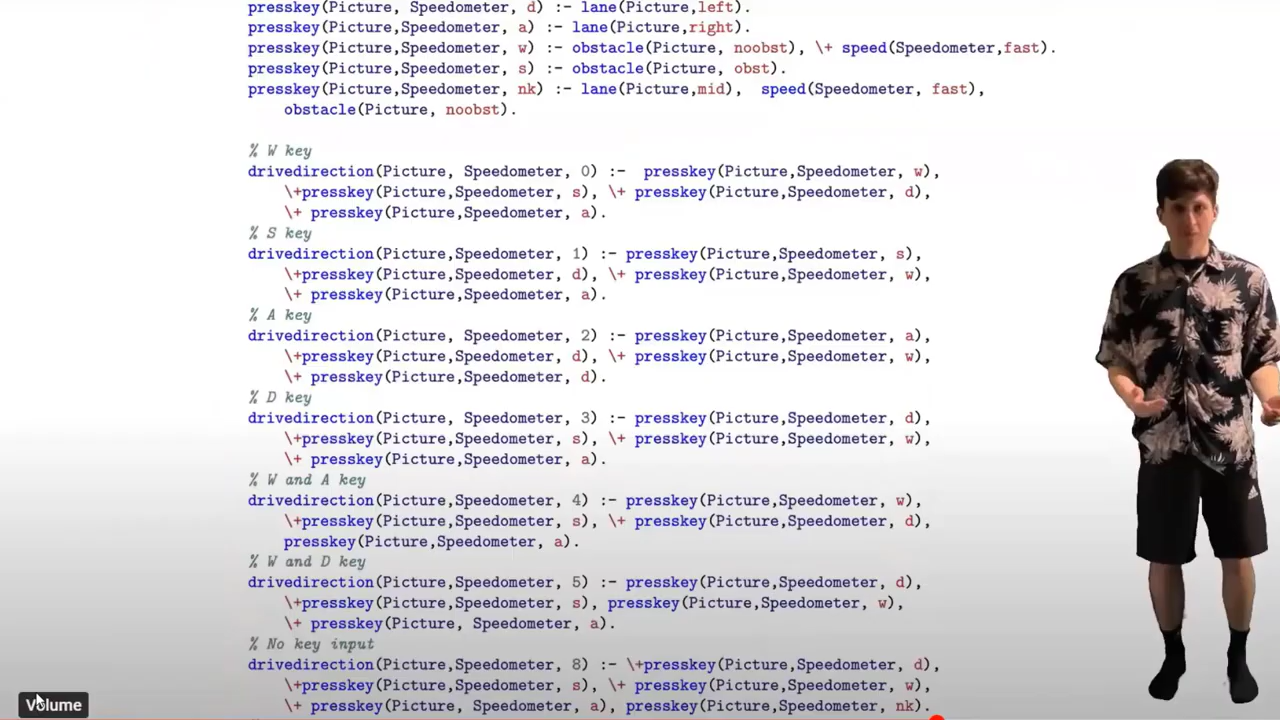 presskey(Picture, Speedometer, d) :- lane(Picture,left).
presskey(Picture,Speedometer, a) :- lane(Picture,right).
presskey(Picture,Speedometer, w) :- obstacle(Picture, noobst), \+ speed(Speedometer,fast).
presskey(Picture,Speedometer, s) :- obstacle(Picture, obst).
presskey(Picture,Speedometer, nk) :- lane(Picture,mid), speed(Speedometer, fast),
obstacle(Picture, noobst).
% W key
drivedirection(Picture, Speedometer, 0) :- presskey(Picture,Speedometer, w),
\+presskey(Picture,Speedometer, s), \+ presskey(Picture,Speedometer, d),
\+ presskey(Picture,Speedometer, a).
% S key
drivedirection(Picture,Speedometer, 1) :- presskey(Picture,Speedometer, s),
\+presskey(Picture,Speedometer, d), \+ presskey(Picture,Speedometer, w),
\+ presskey(Picture,Speedometer, a).
% A key
drivedirection(Picture, Speedometer, 2) :- presskey(Picture,Speedometer, a),
\+presskey(Picture,Speedometer, d), \+ presskey(Picture,Speedometer, w),
\+ presskey(Picture,Speedometer, d).
% D key
drivedirection(Picture, Speedometer, 3) :- presskey(Picture,Speedometer, d),
\+presskey(Picture,Speedometer, s), \+ presskey(Picture,Speedometer, w),
\+ presskey(Picture,Speedometer, a).
% W and A key
drivedirection(Picture,Speedometer, 4) :- presskey(Picture,Speedometer, w),
\+presskey(Picture,Speedometer, s), \+ presskey(Picture,Speedometer, d),
presskey(Picture,Speedometer, a).
% W and D key
drivedirection(Picture,Speedometer, 5) :- presskey(Picture,Speedometer, d),
\+presskey(Picture,Speedometer, s), presskey(Picture,Speedometer, w),
\+ presskey(Picture, Speedometer, a).
% No key input
drivedirection(Picture,Speedometer, 8) :- \+presskey(Picture,Speedometer, d),
\+presskey(Picture,Speedometer, s), \+ presskey(Picture,Speedometer, w),
\+ presskey(Picture, Speedometer, a), presskey(Picture,Speedometer, nk).
Volume